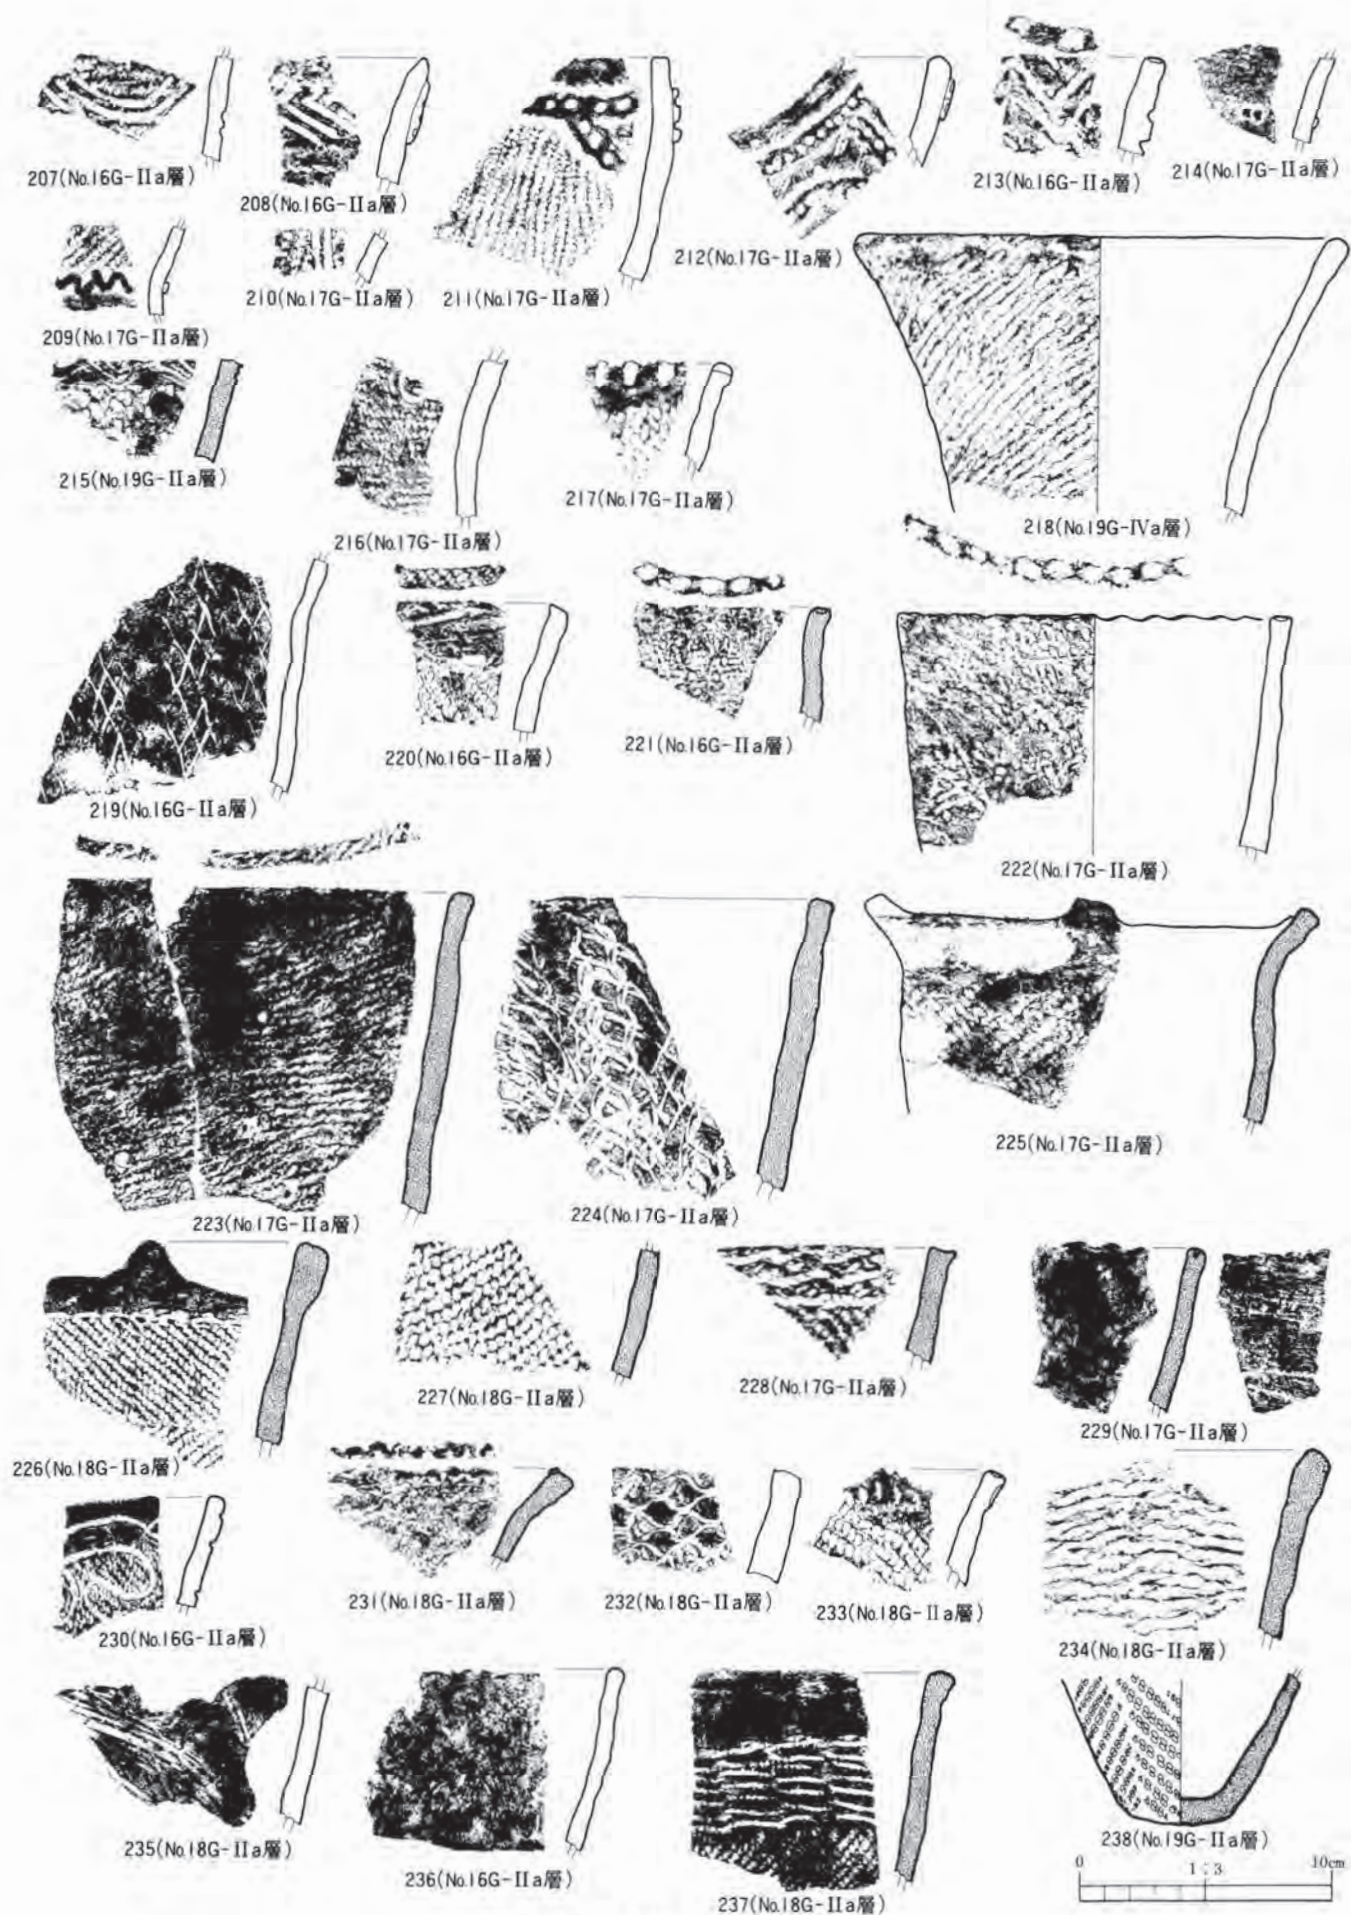 207(No.16G-IIa層)
208(No.16G-IIa層)
209(No.17G-IIa層)
210(No.17G-IIa層)
211(No.17G-IIa層)
212(No.17G-IIa層)
213(No.16G-IIa層)
214(No.17G-IIa層)
215(No.19G-IIa層)
216(No.17G-IIa層)
217(No.17G-IIa層)
218(No.19G-IVa層)
219(No.16G-IIa層)
220(No.16G-IIa層)
221(No.16G-IIa層)
222(No.17G-IIa層)
223(No.17G-IIa層)
224(No.17G-IIa層)
225(No.17G-IIa層)
226(No.18G-IIa層)
227(No.18G-IIa層)
228(No.17G-IIa層)
229(No.17G-IIa層)
230(No.16G-IIa層)
231(No.18G-IIa層)
232(No.18G-IIa層)
233(No.18G-IIa層)
234(No.18G-IIa層)
235(No.18G-IIa層)
236(No.16G-IIa層)
237(No.18G-IIa層)
238(No.19G-IIa層)
0 1:3 10cm